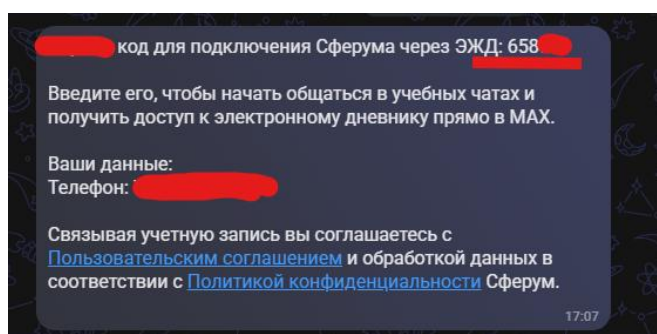 код для подключения Сферума через ЭЖД: 658
Введите его, чтобы начать общаться в учебных чатах и
получить доступ к электронному дневнику прямо в MAX.
Ваши данные:
Телефон:
Связывая учетную запись вы соглашаетесь с
Пользовательским соглашением и обработкой данных в
соответствии с Политикой конфиденциальности Сферум.
17:07